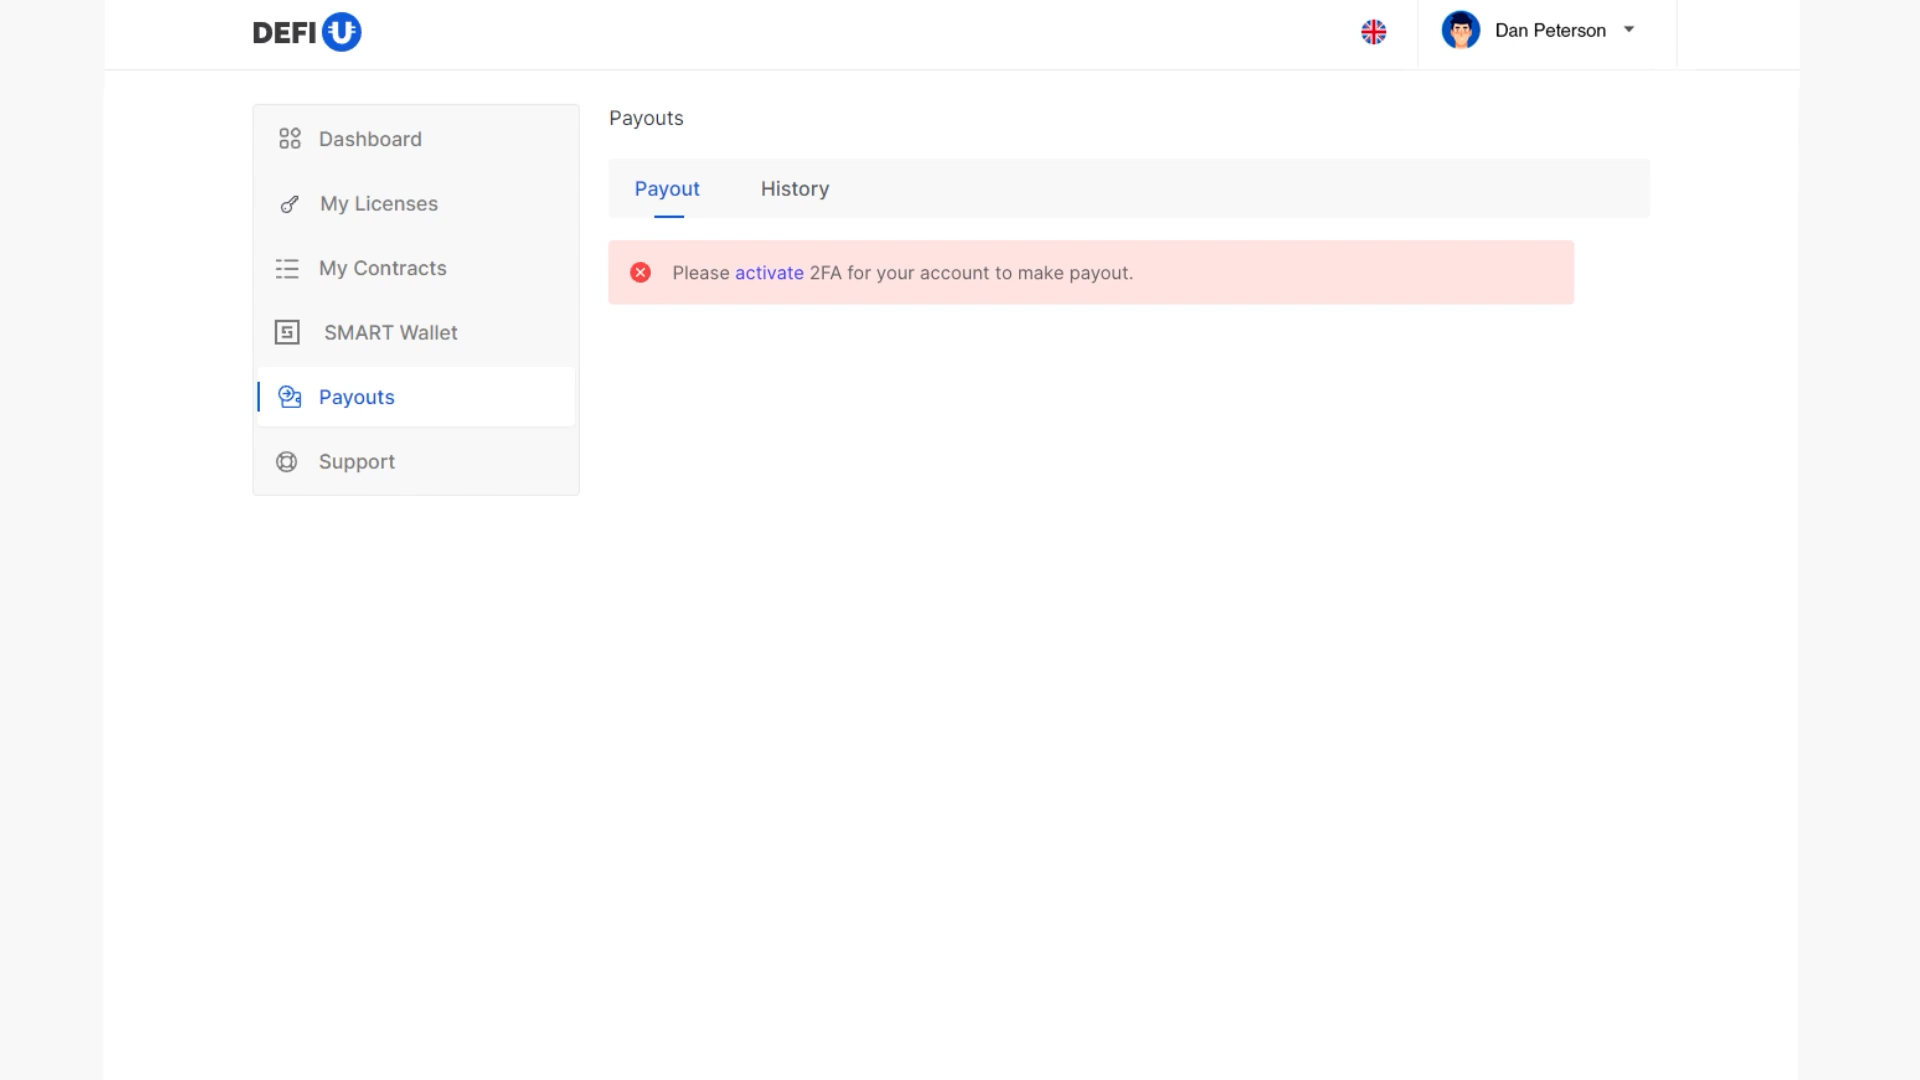 DEFI U
Dan Peterson
Dashboard
My Licenses
My Contracts
SMART Wallet
Payouts
Support
Payouts
Payout History
Please activate 2FA for your account to make payout.